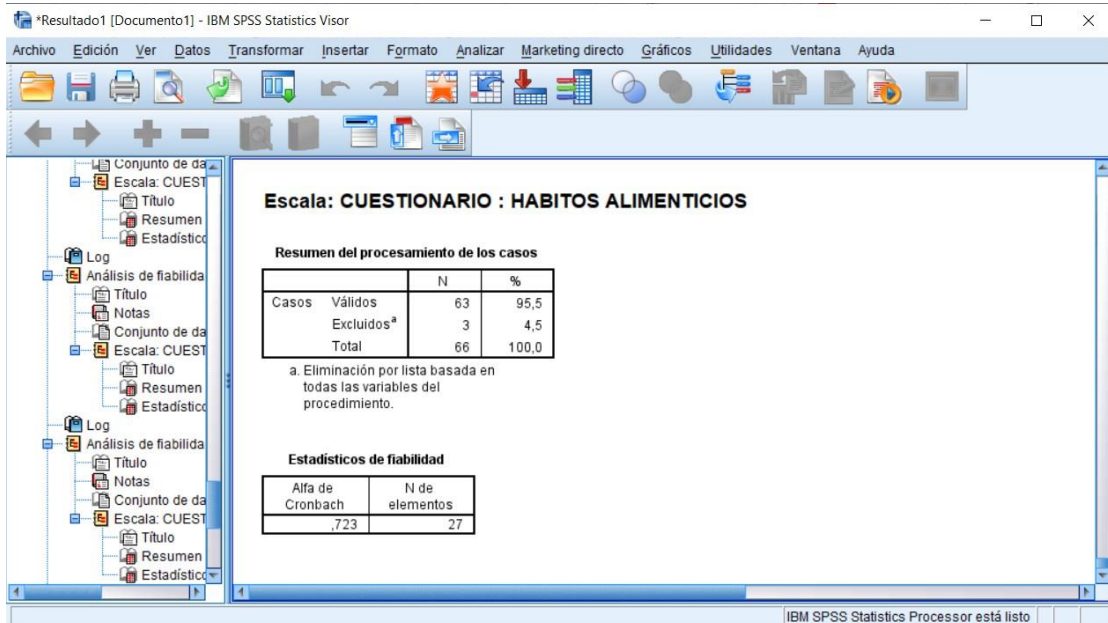 *Resultado1 [Documento1] - IBM SPSS Statistics Visor
Archivo Edición Ver Datos Transformar Insertar Formato Analizar Marketing directo Gráficos Utilidades Ventana Ayuda
Conjunto de da
Escala: CUEST
Título
Resumen
Estadístico
Log
Análisis de fiabilida
Título
Notas
Conjunto de da
Escala: CUEST
Título
Resumen
Estadístico
Log
Análisis de fiabilida
Título
Notas
Conjunto de da
Escala: CUEST
Título
Resumen
Estadístico
Escala: CUESTIONARIO : HABITOS ALIMENTICIOS
Resumen del procesamiento de los casos
N %
Casos Válidos 63 95,5
Excluidosª 3 4,5
Total 66 100,0
a. Eliminación por lista basada en
todas las variables del
procedimiento.
Estadísticos de fiabilidad
Alfa de N de
Cronbach elementos
,723 27
IBM SPSS Statistics Processor está listo